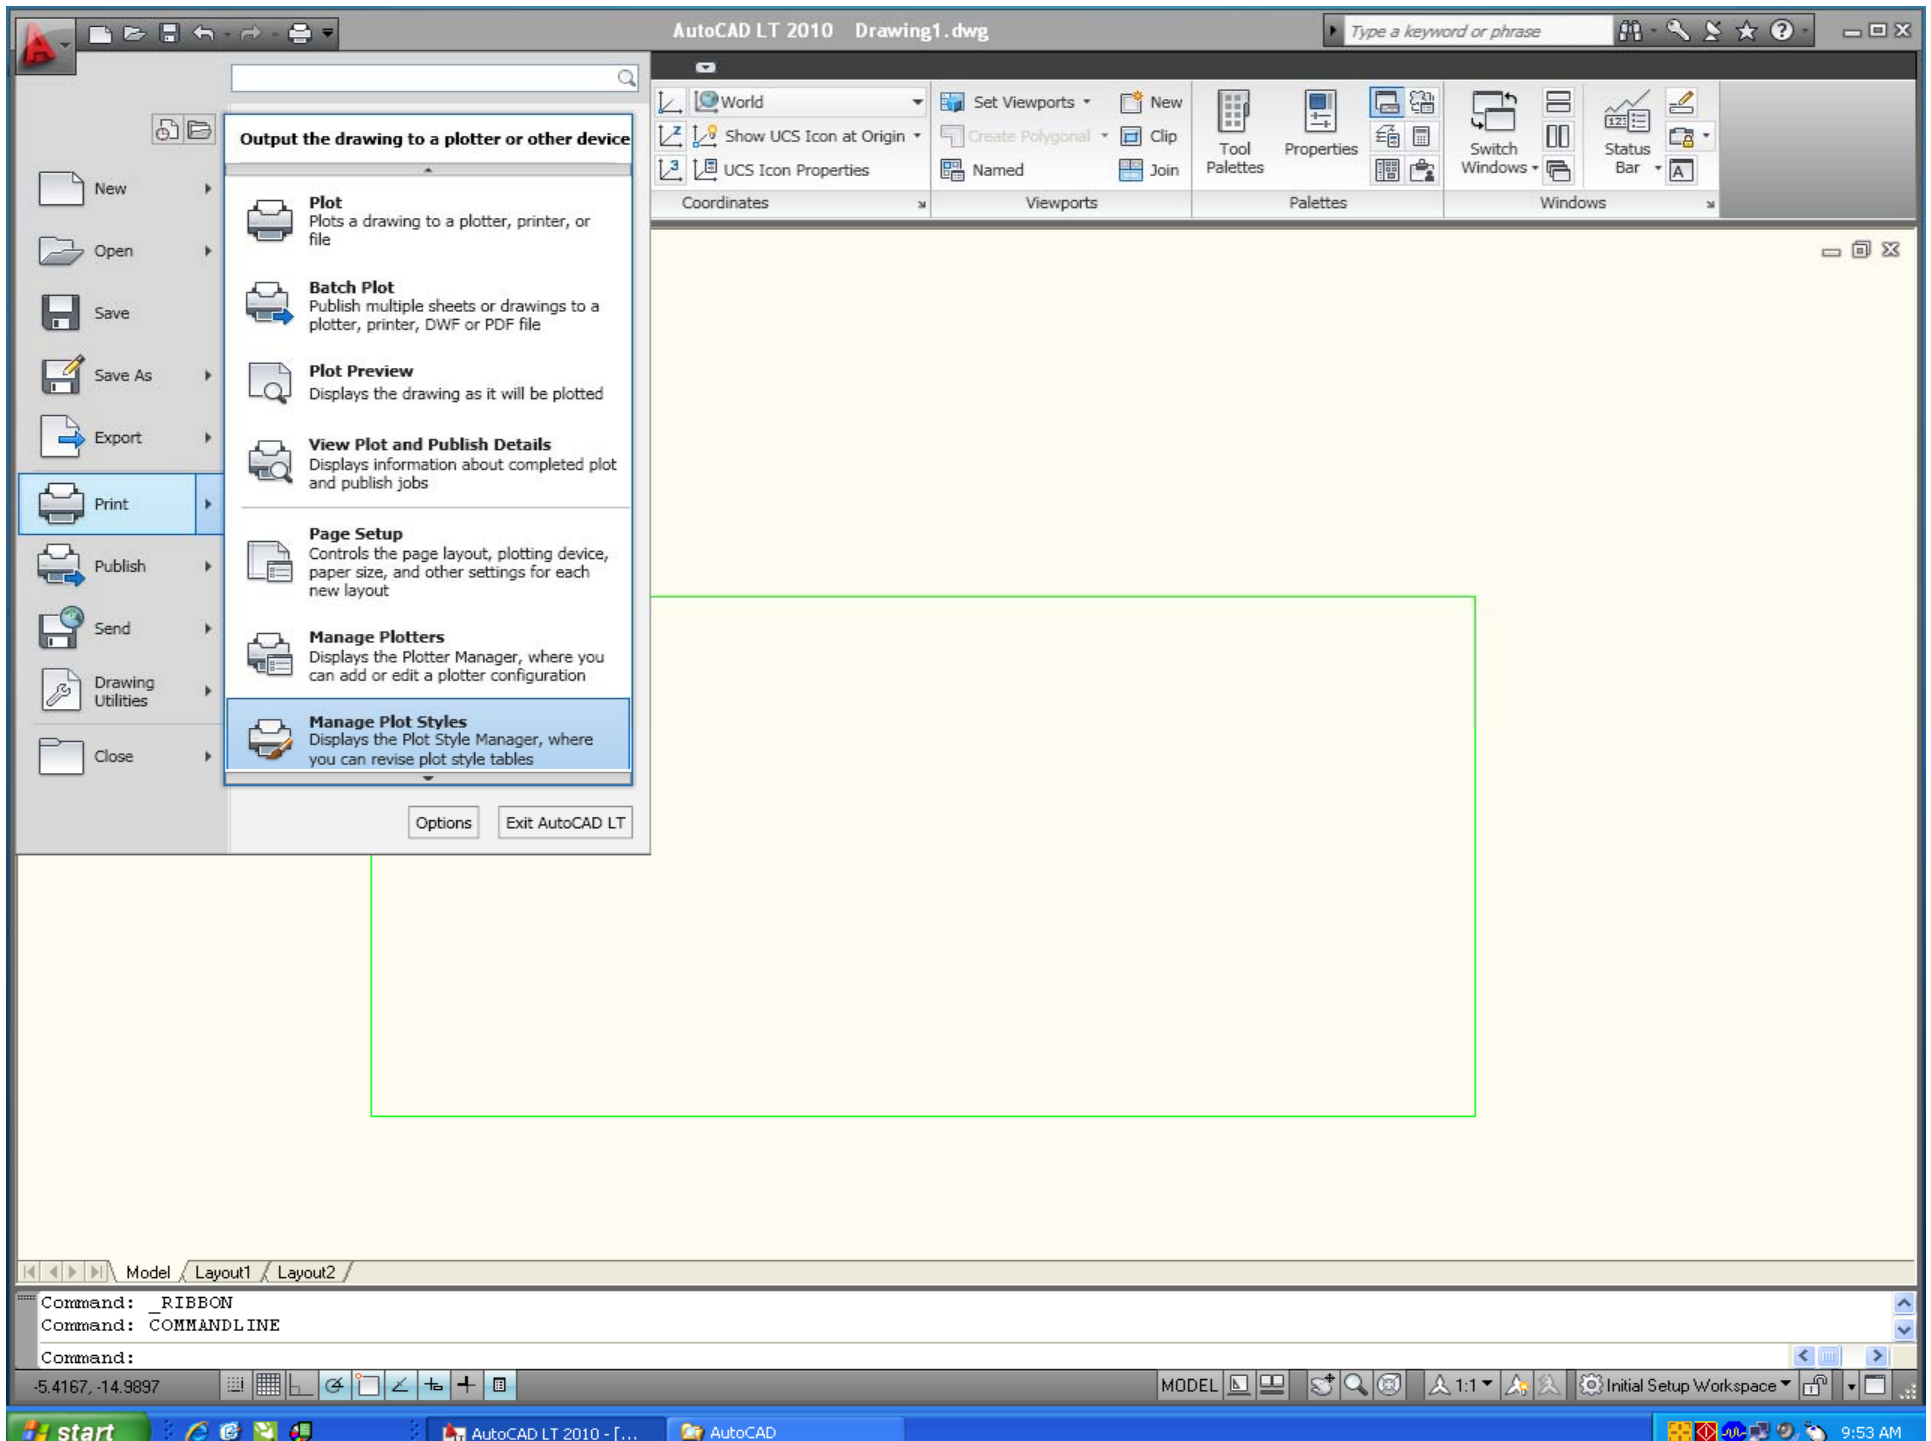 AutoCAD LT 2010 Drawing1.dwg
Type a keyword or phrase
Output the drawing to a plotter or other device
New
Open
Save
Save As
Export
Print
Publish
Send
Drawing
Utilities
Close
Plot
Plots a drawing to a plotter, printer, or
file
Batch Plot
Publish multiple sheets or drawings to a
plotter, printer, DWF or PDF file
Plot Preview
Displays the drawing as it will be plotted
View Plot and Publish Details
Displays information about completed plot
and publish jobs
Page Setup
Controls the page layout, plotting device,
paper size, and other settings for each
new layout
Manage Plotters
Displays the Plotter Manager, where you
can add or edit a plotter configuration
Manage Plot Styles
Displays the Plot Style Manager, where
you can revise plot style tables
Options
Exit AutoCAD LT
World
Show UCS Icon at Origin
UCS Icon Properties
Coordinates
Set Viewports
Create Polygonal
Named
New
Clip
Join
Viewports
Tool
Palettes
Properties
Palettes
Switch
Windows
Status
Bar
Windows
Model
Layout1
Layout2
Command: _RIBBON
Command: COMMANDLINE
Command:
-5.4167, -14.9897
MODEL
1:1
Initial Setup Workspace
start
AutoCAD LT 2010 - [...
AutoCAD
9:53 AM